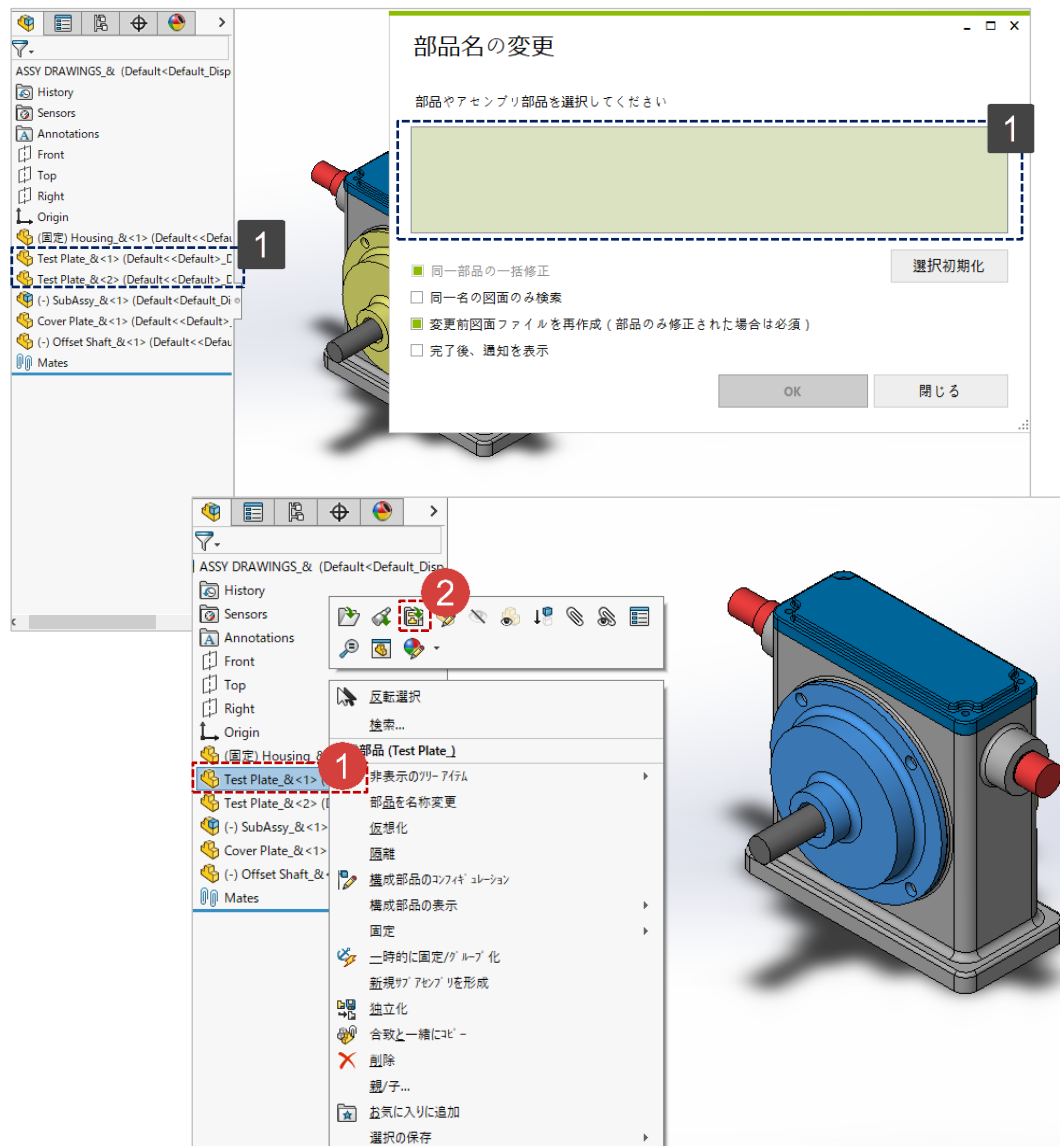 ASSY DRAWINGS_& (Default<Default_Disp
History
Sensors
Annotations
Front
Top
Right
Origin
(固定) Housing_&<1> (Default<<Defau
Test Plate_&<1> (Default<<Default>_D
Test Plate_&<2> (Default<<Default>_D
(-) SubAssy_&<1> (Default<Default_Di
Cover Plate_&<1> (Default<<Default>_
(-) Offset Shaft_&<1> (Default<<Defau
Mates
1
部品名の変更
部品やアセンブリ部品を選択してください
1
同一部品の一括修正
選択初期化
同一名の図面のみ検索
変更前図面ファイルを再作成 ( 部品のみ修正された場合は必須 )
完了後、通知を表示
OK
閉じる
ASSY DRAWINGS_& (Default<Default_Disp
History
Sensors
Annotations
Front
Top
Right
Origin
(固定) Housing_&
Test Plate_&<1>
Test Plate_&<2> (D
(-) SubAssy_&<1>
Cover Plate_&<1>
(-) Offset Shaft_&<
Mates
1
2
反転選択
検索...
部品 (Test Plate_)
非表示のツリー アイテム
部品を名称変更
仮想化
隔離
構成部品のコンフィギュレーション
構成部品の表示
固定
一時的に固定/グループ化
新規サブアセンブリを形成
独立化
合致と一緒にコピー
削除
親/子...
お気に入りに追加
選択の保存